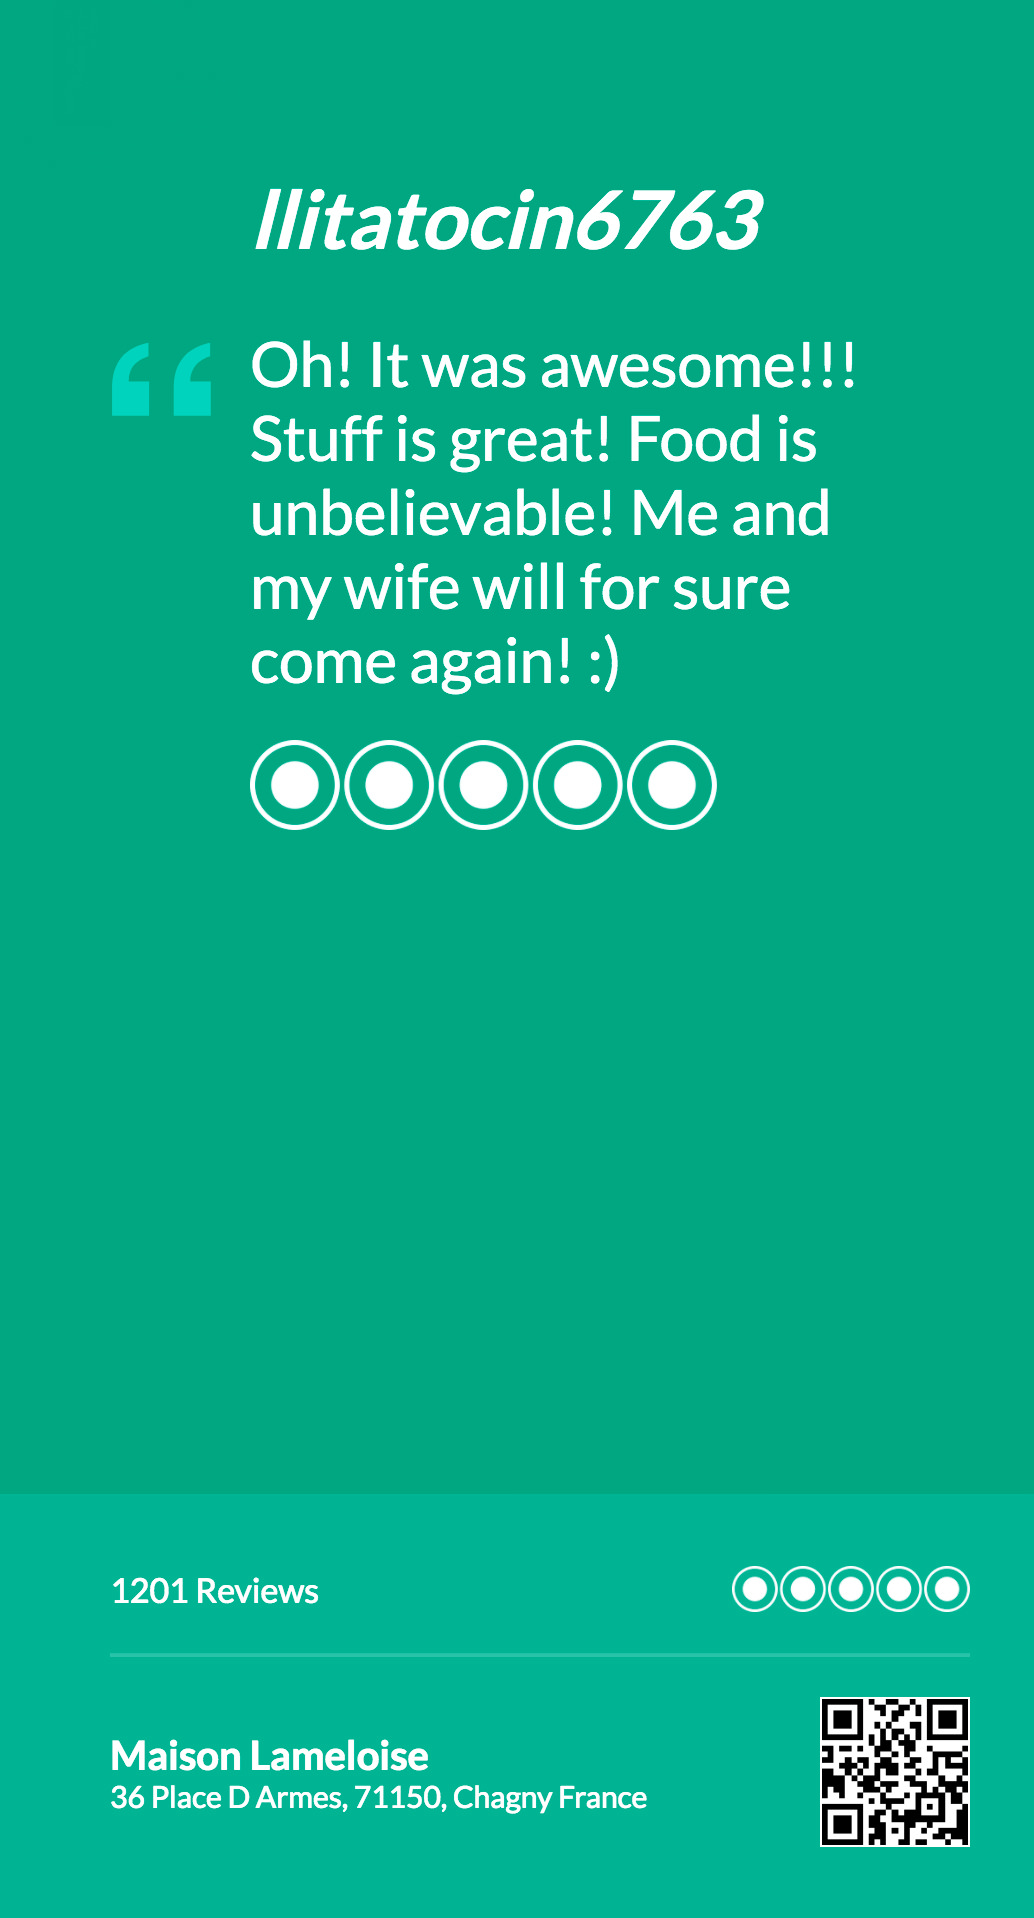 llitatocin6763
Oh! It was awesome!!!
Stuff is great! Food is
unbelievable! Me and
my wife will for sure
come again! :)
1201 Reviews
Maison Lameloise
36 Place D Armes, 71150, Chagny France